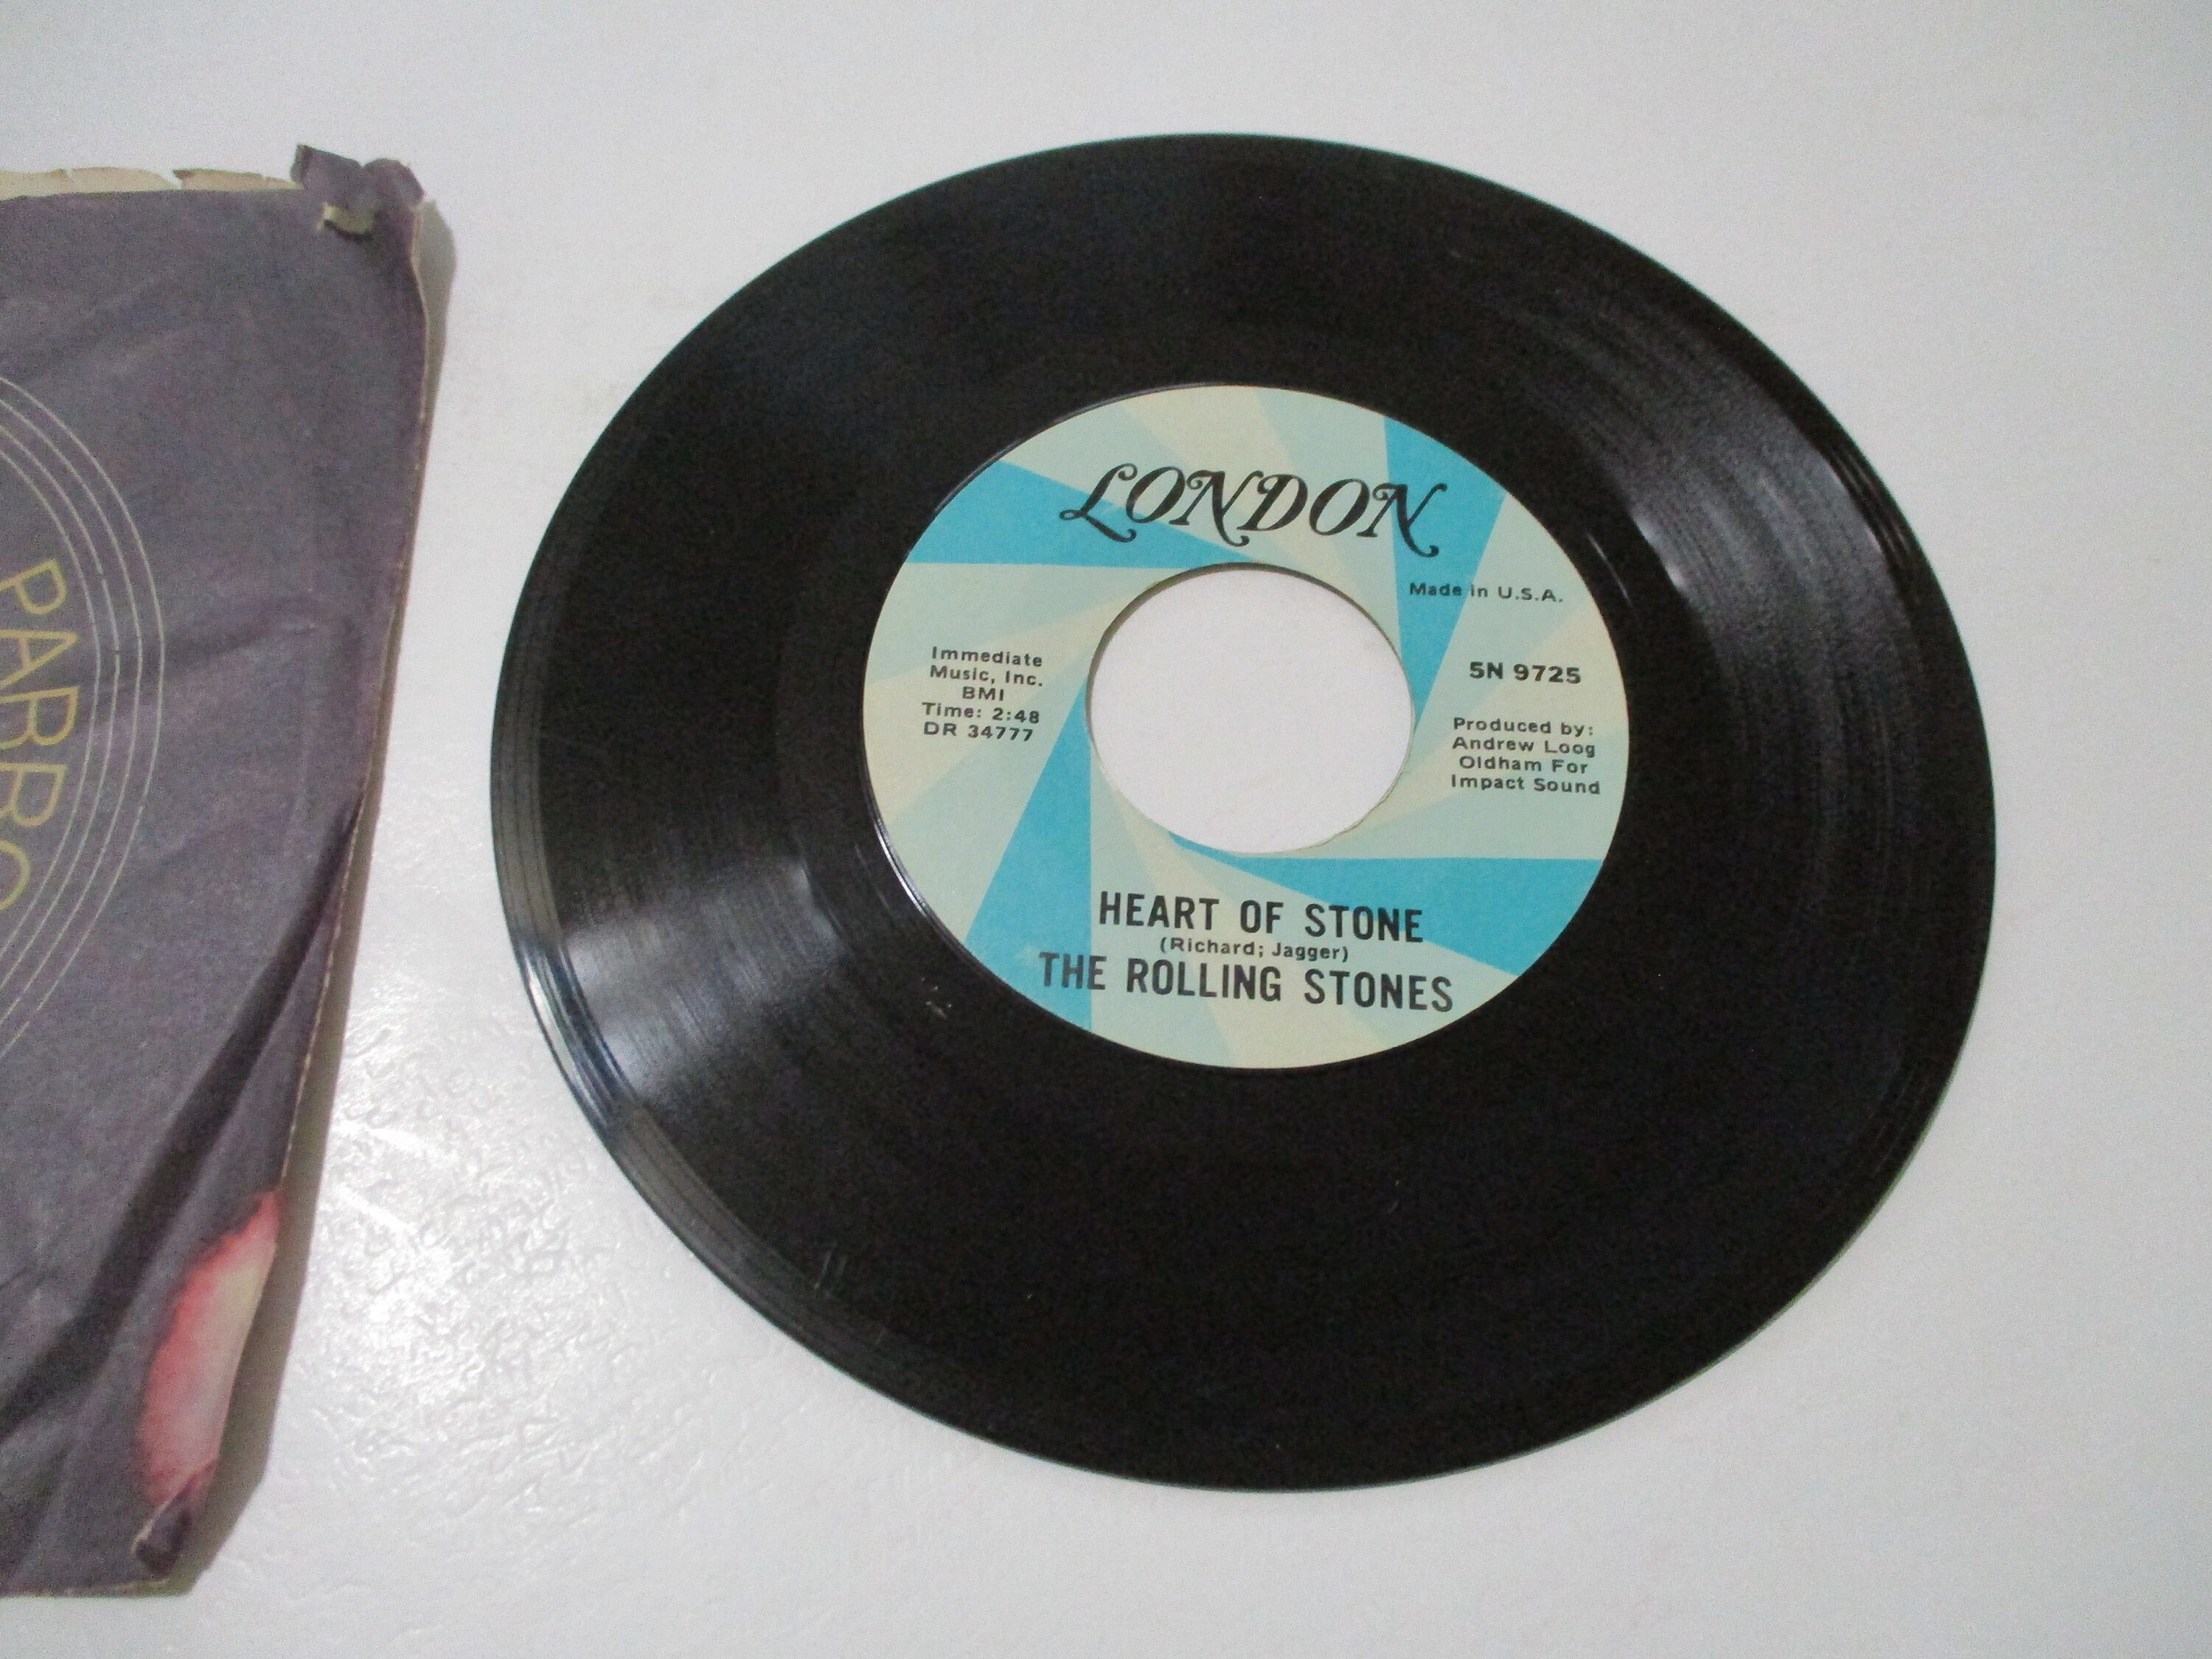 LONDON
Made in U.S.A.
Immediate
Music, Inc.
BMI
Time: 2:48
DR 34777
5N 9725
Produced by:
Andrew Loog
Oldham For
Impact Sound
HEART OF STONE
(Richard; Jagger)
THE ROLLING STONES
PARRO